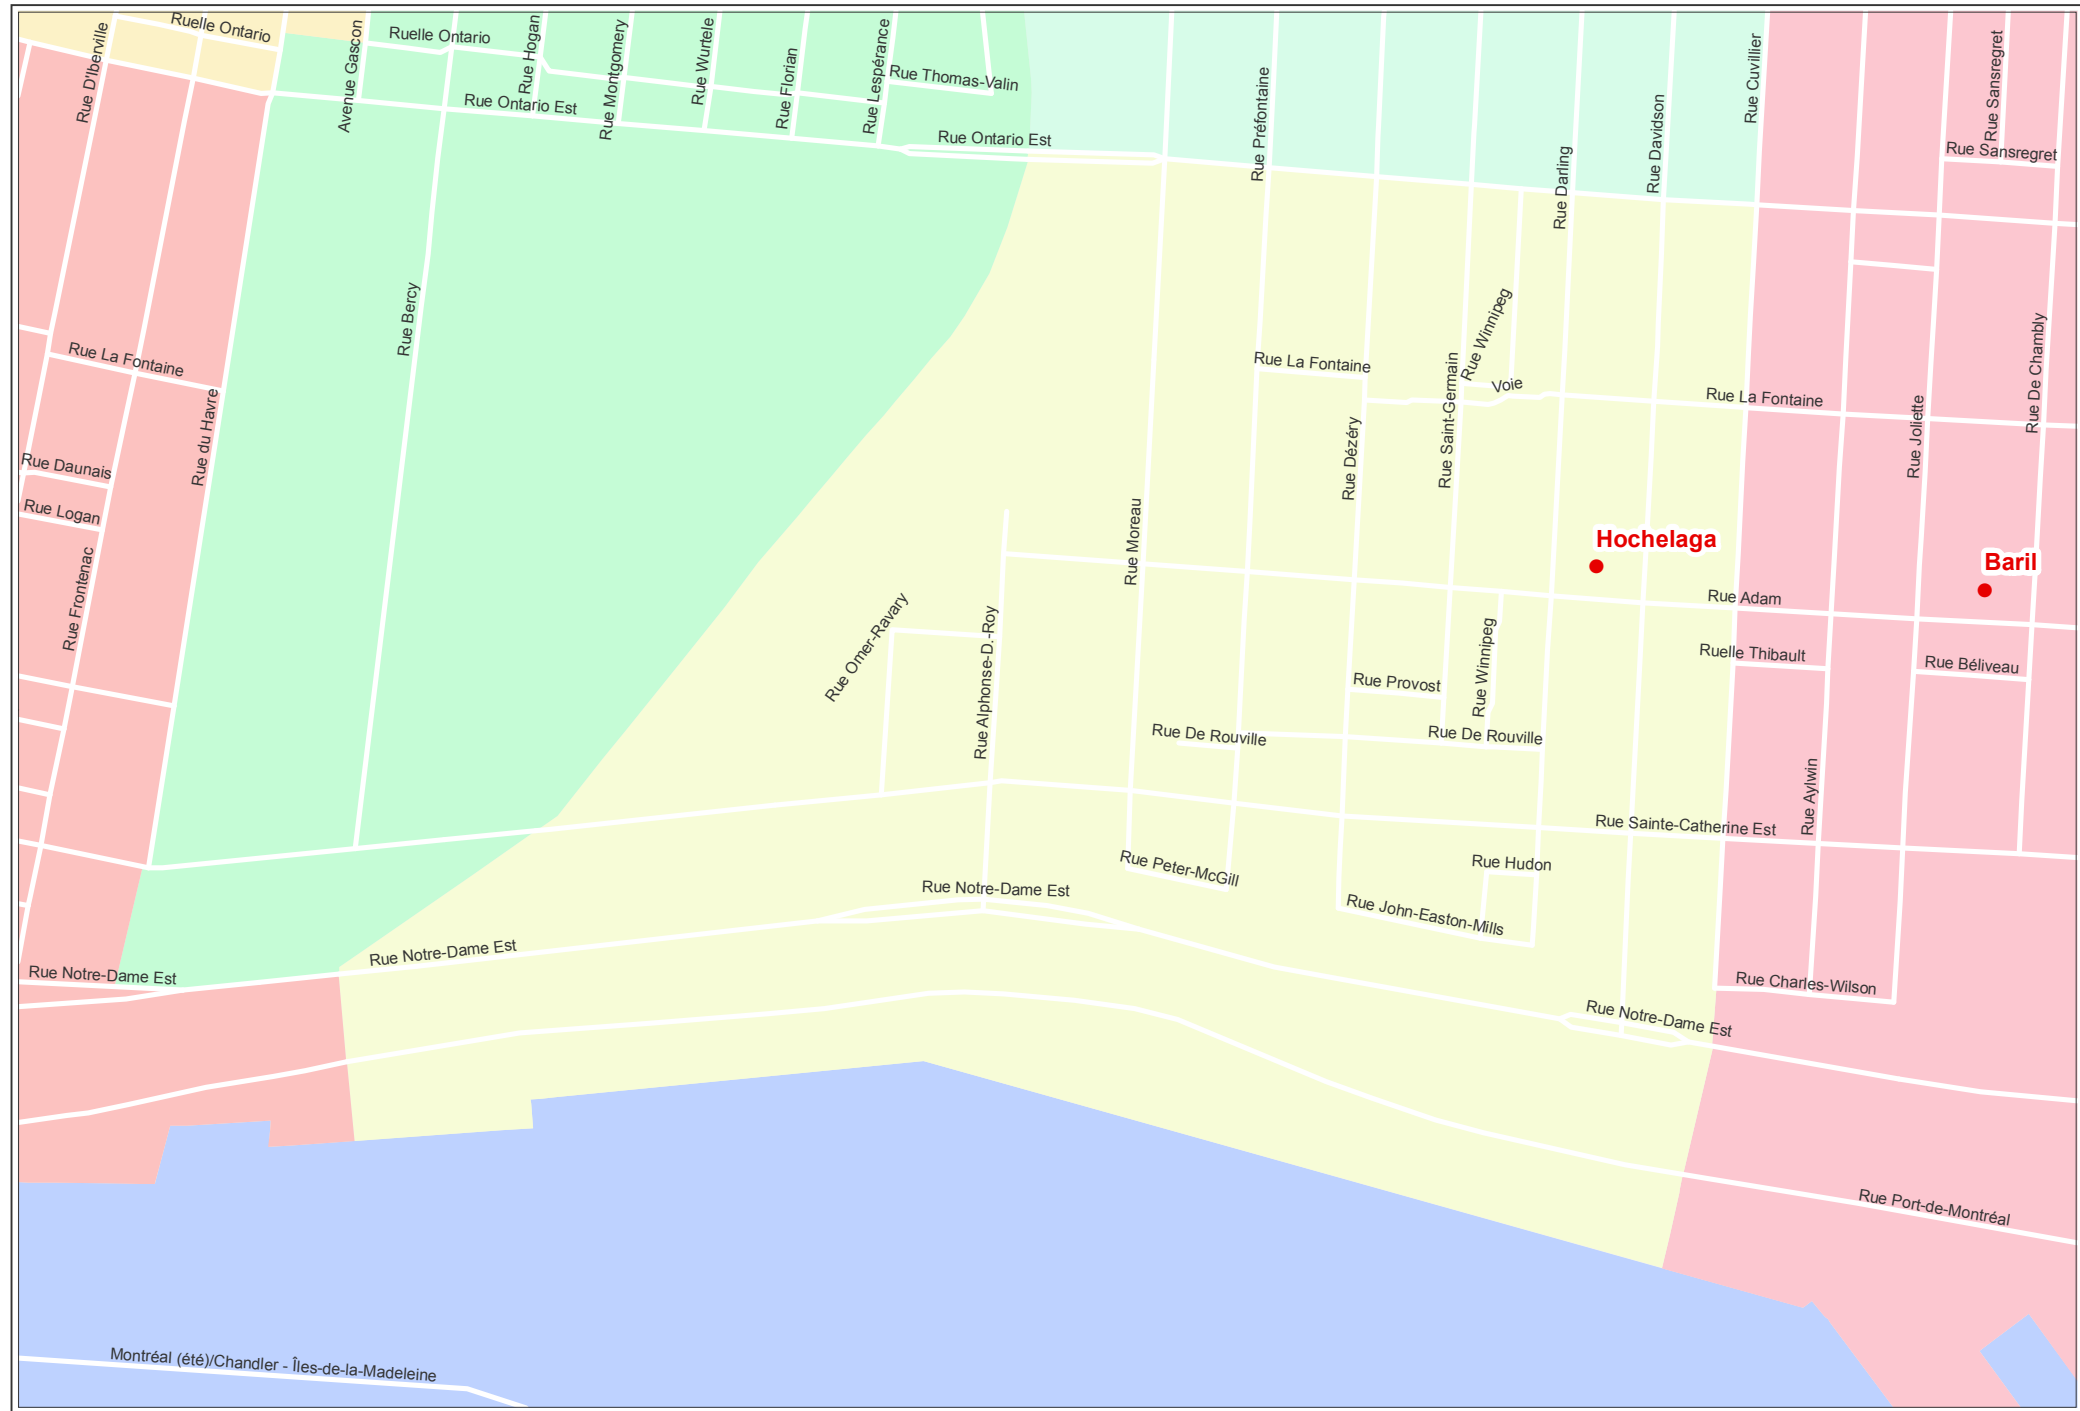 Ruelle Ontario
Rue D'Iberville
Avenue Gascon
Ruelle Ontario
Rue Hogan
Rue Montgomery
Rue Wurtele
Rue Florian
Rue Lespérance
Rue Thomas-Valin
Rue Ontario Est
Rue Ontario Est
Rue Préfontaine
Rue Darling
Rue Davidson
Rue Cuvillier
Rue Sansregret
Rue Sansregret
Rue Bercy
Rue La Fontaine
Rue du Havre
Rue Daunais
Rue Logan
Rue Frontenac
Rue La Fontaine
Rue Winnipeg
Voie
Rue Saint-Germain
Rue Dézéry
Rue La Fontaine
Rue Joliette
Rue De Chambly
Rue Moreau
Hochelaga
Baril
Rue Adam
Rue Omer-Ravary
Rue Alphonse-D.-Roy
Rue Winnipeg
Rue Provost
Ruelle Thibault
Rue Béliveau
Rue De Rouville
Rue De Rouville
Rue Aylwin
Rue Sainte-Catherine Est
Rue Peter-McGill
Rue Hudon
Rue Notre-Dame Est
Rue John-Easton-Mills
Rue Notre-Dame Est
Rue Notre-Dame Est
Rue Charles-Wilson
Rue Notre-Dame Est
Rue Port-de-Montréal
Montréal (été)/Chandler - Îles-de-la-Madeleine